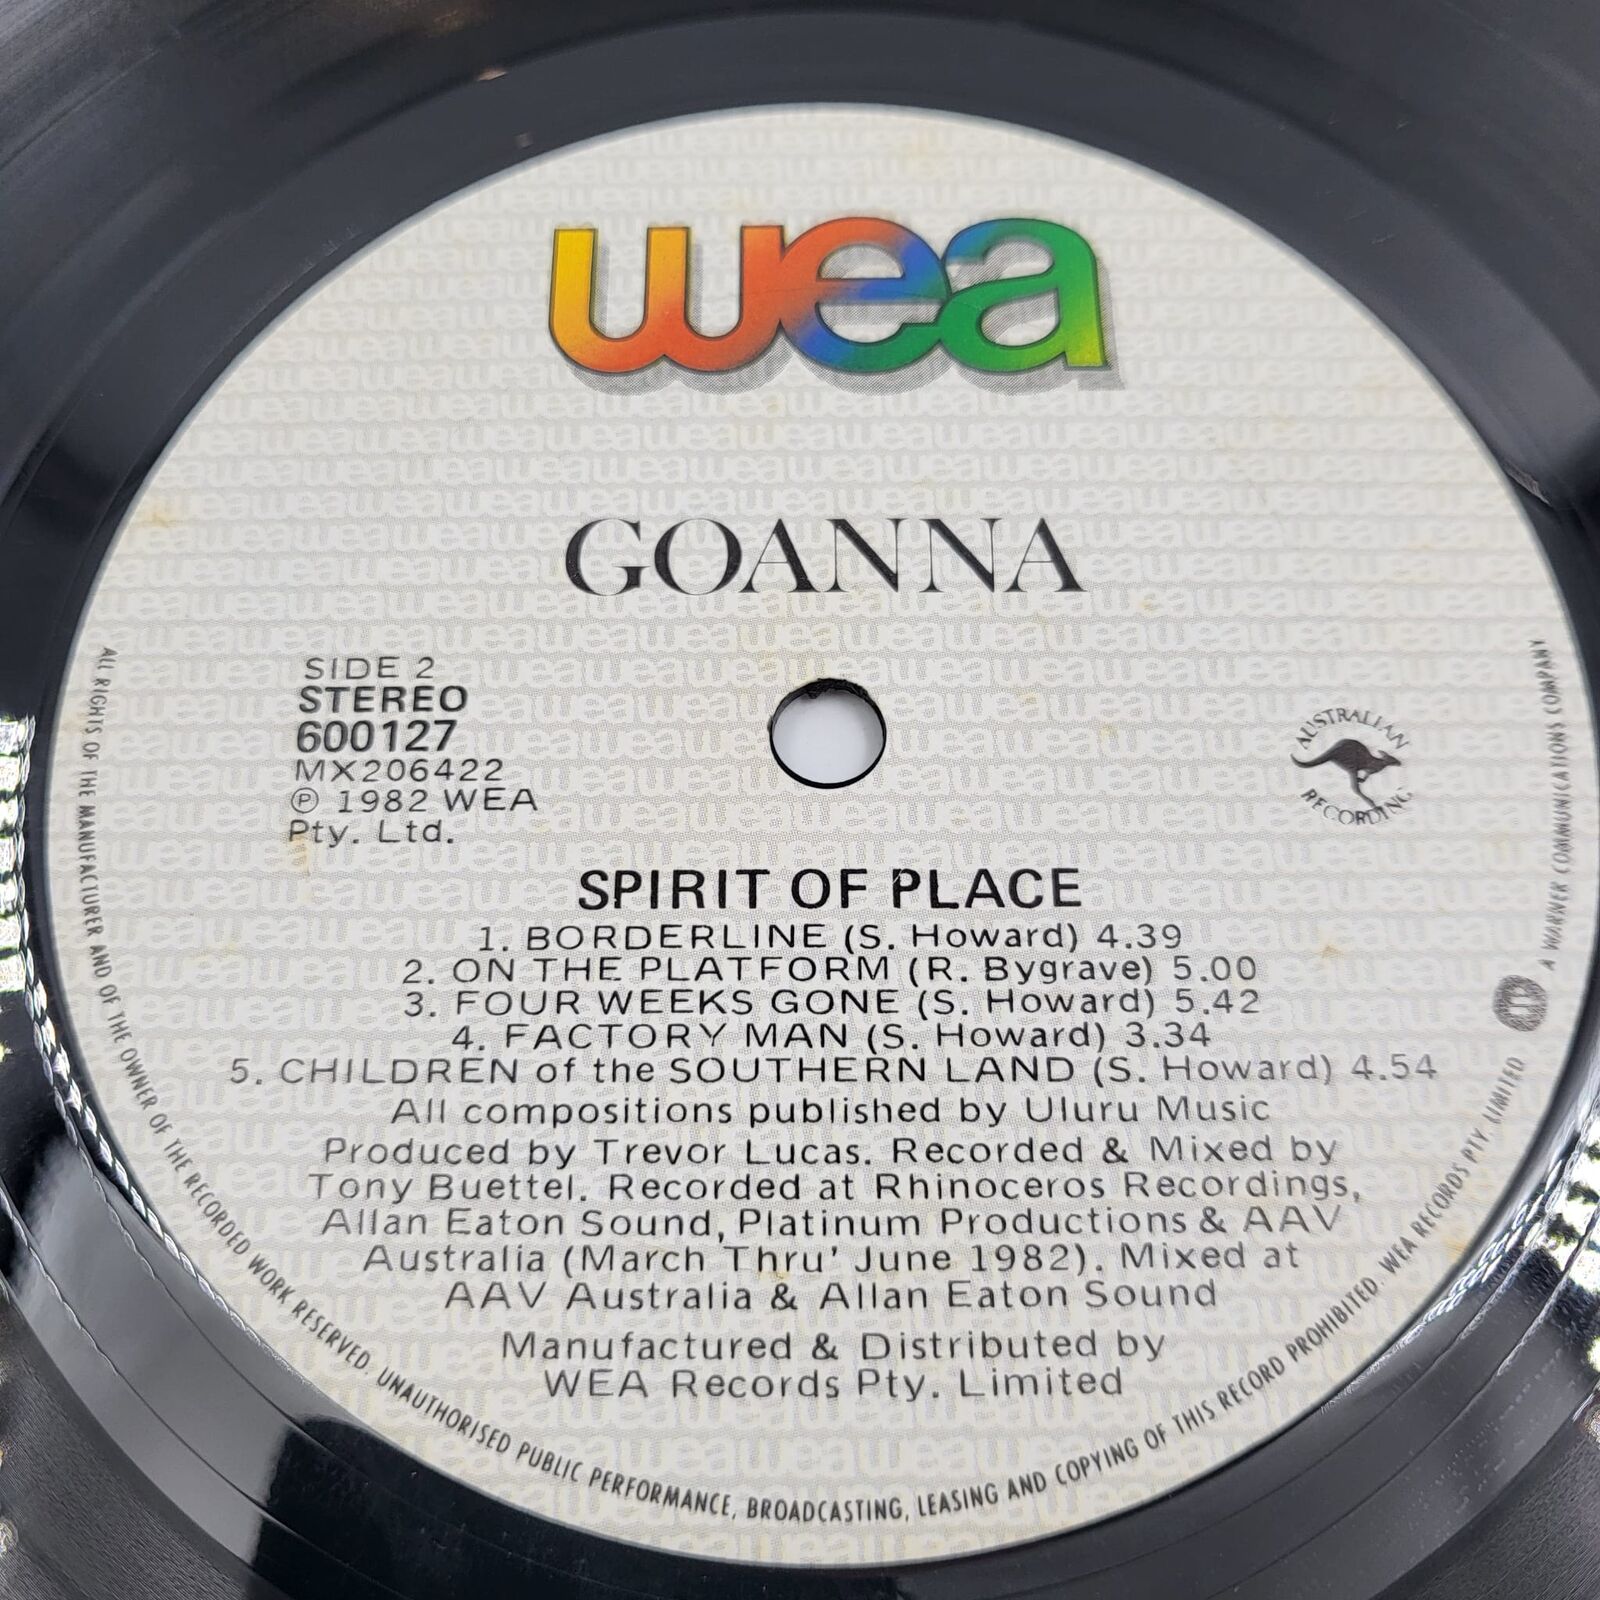 wea
GOANNA
SIDE 2
STEREO
600127
MX206422
℗ 1982 WEA
Pty. Ltd.
AUSTRALIAN
RECORDING
SPIRIT OF PLACE
1. BORDERLINE (S. Howard) 4.39
2. ON THE PLATFORM (R. Bygrave) 5.00
3. FOUR WEEKS GONE (S. Howard) 5.42
4. FACTORY MAN (S. Howard) 3.34
5. CHILDREN of the SOUTHERN LAND (S. Howard) 4.54
All compositions published by Uluru Music
Produced by Trevor Lucas. Recorded & Mixed by
Tony Buettel. Recorded at Rhinoceros Recordings,
Allan Eaton Sound, Platinum Productions & AAV
Australia (March Thru' June 1982). Mixed at
AAV Australia & Allan Eaton Sound
Manufactured & Distributed by
WEA Records Pty. Limited
ALL RIGHTS OF THE MANUFACTURER AND OF THE OWNER OF THE RECORDED WORK RESERVED. UNAUTHORISED PUBLIC PERFORMANCE, BROADCASTING, LEASING AND COPYING OF THIS RECORD PROHIBITED. WEA RECORDS PTY. LIMITED
A WARNER COMMUNICATIONS COMPANY